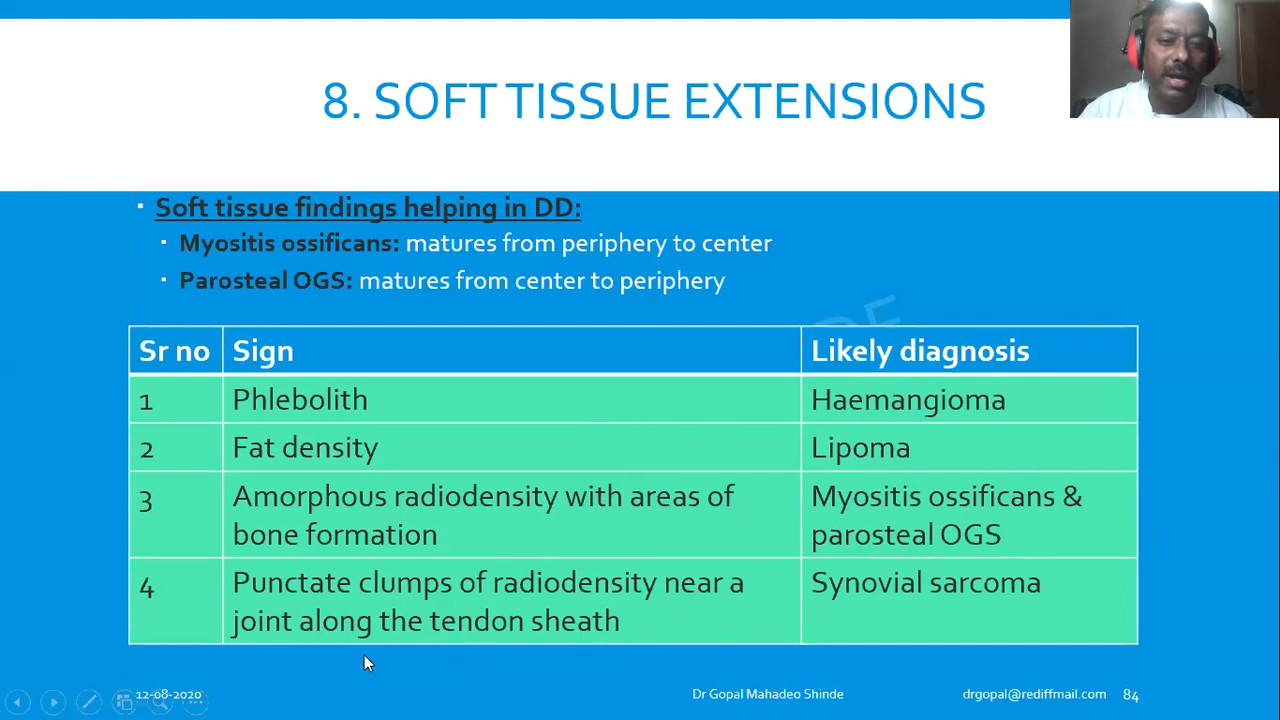 8. SOFT TISSUE EXTENSIONS
Soft tissue findings helping in DD:
Myositis ossificans: matures from periphery to center
Parosteal OGS: matures from center to periphery
Sr no Sign Likely diagnosis
1 Phlebolith Haemangioma
2 Fat density Lipoma
3 Amorphous radiodensity with areas of Myositis ossificans &
bone formation parosteal OGS
4 Punctate clumps of radiodensity near a Synovial sarcoma
joint along the tendon sheath
12-08-2020 Dr Gopal Mahadeo Shinde drgopal@rediffmail.com 84